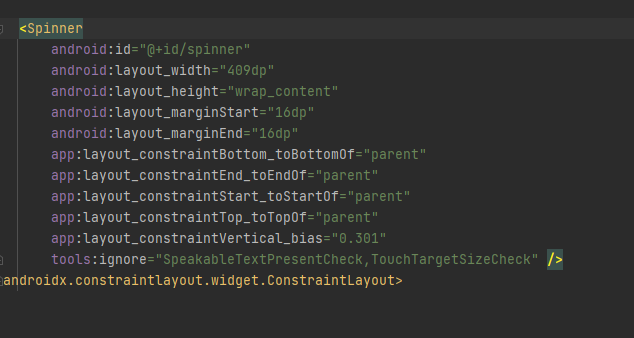 <Spinner
android:id="@+id/spinner"
android:layout_width="409dp"
android:layout_height="wrap_content"
android:layout_marginStart="16dp"
android:layout_marginEnd="16dp"
app:layout_constraintBottom_toBottomOf="parent"
app:layout_constraintEnd_toEndOf="parent"
app:layout_constraintStart_toStartOf="parent"
app:layout_constraintTop_toTopOf="parent"
app:layout_constraintVertical_bias="0.301"
tools:ignore="SpeakableTextPresentCheck,TouchTargetSizeCheck" />
androidx.constraintlayout.widget.ConstraintLayout>